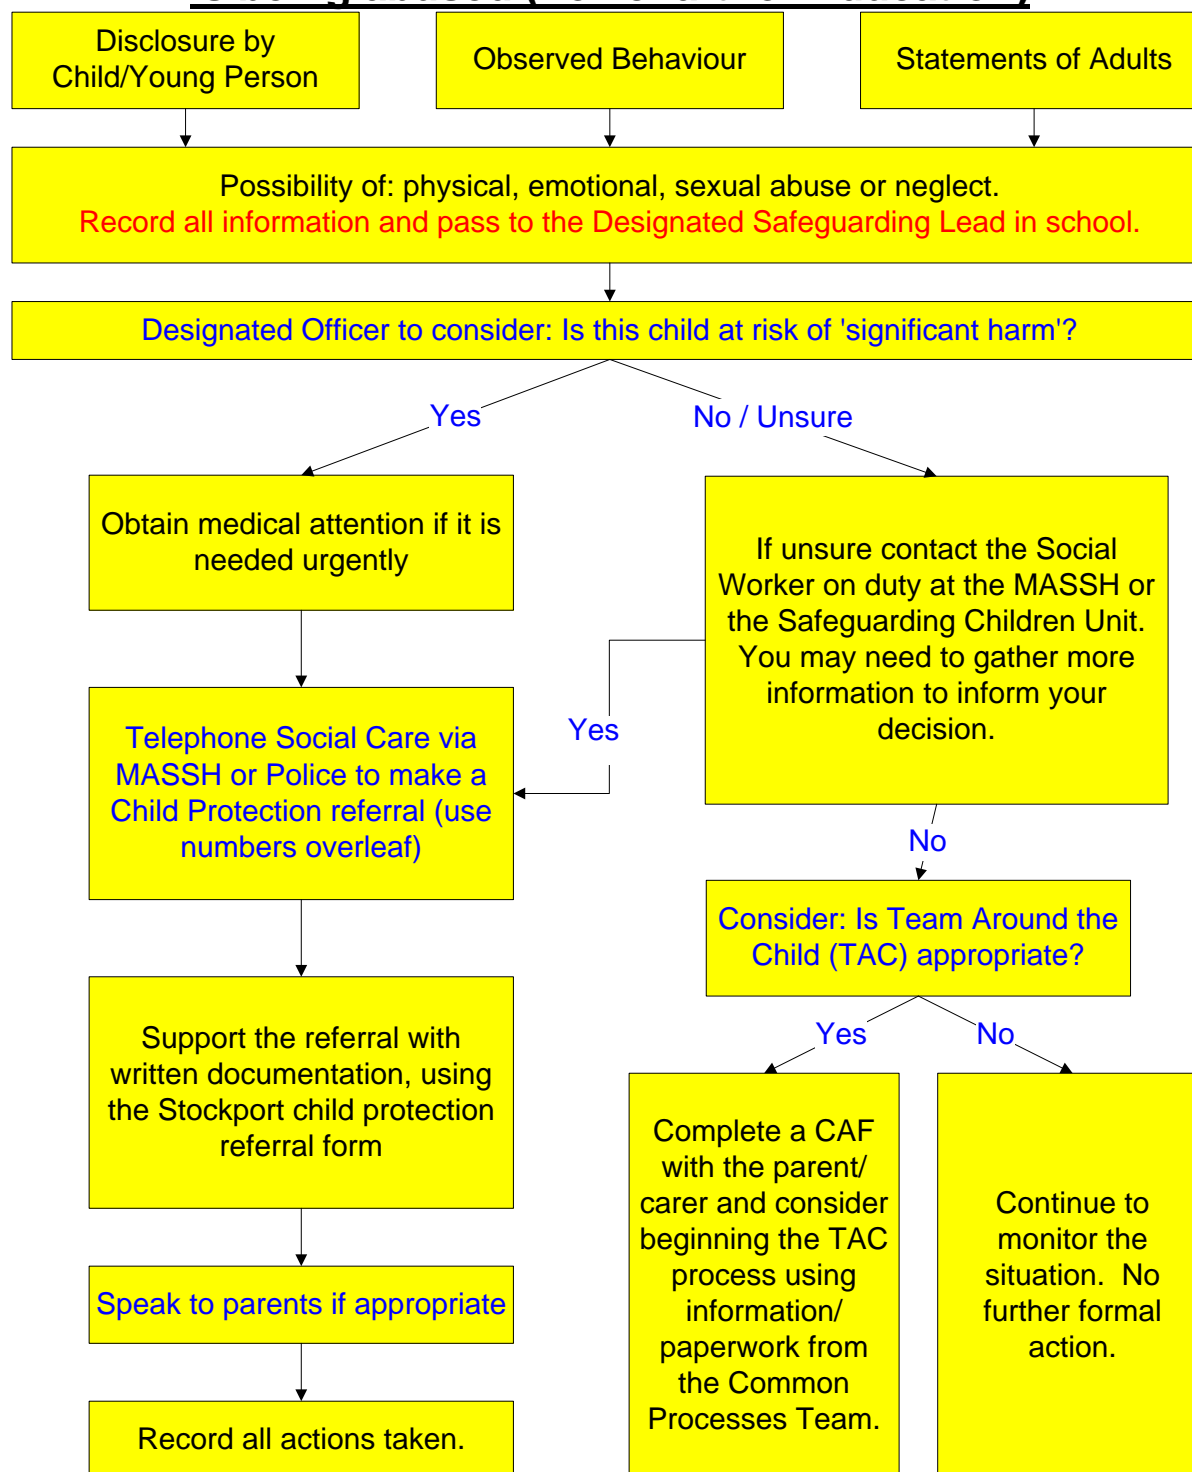 Disclosure by
Child/Young Person
Observed Behaviour
Statements of Adults
Possibility of: physical, emotional, sexual abuse or neglect.
Record all information and pass to the Designated Safeguarding Lead in school.
Designated Officer to consider: Is this child at risk of 'significant harm'?
Yes
No / Unsure
Obtain medical attention if it is
needed urgently
If unsure contact the Social
Worker on duty at the MASSH or
the Safeguarding Children Unit.
You may need to gather more
information to inform your
decision.
Yes
Telephone Social Care via
MASSH or Police to make a
Child Protection referral (use
numbers overleaf)
No
Consider: Is Team Around the
Child (TAC) appropriate?
Yes
No
Support the referral with
written documentation, using
the Stockport child protection
referral form
Complete a CAF
with the parent/
carer and consider
beginning the TAC
process using
information/
paperwork from
the Common
Processes Team.
Continue to
monitor the
situation.  No
further formal
action.
Speak to parents if appropriate
Record all actions taken.